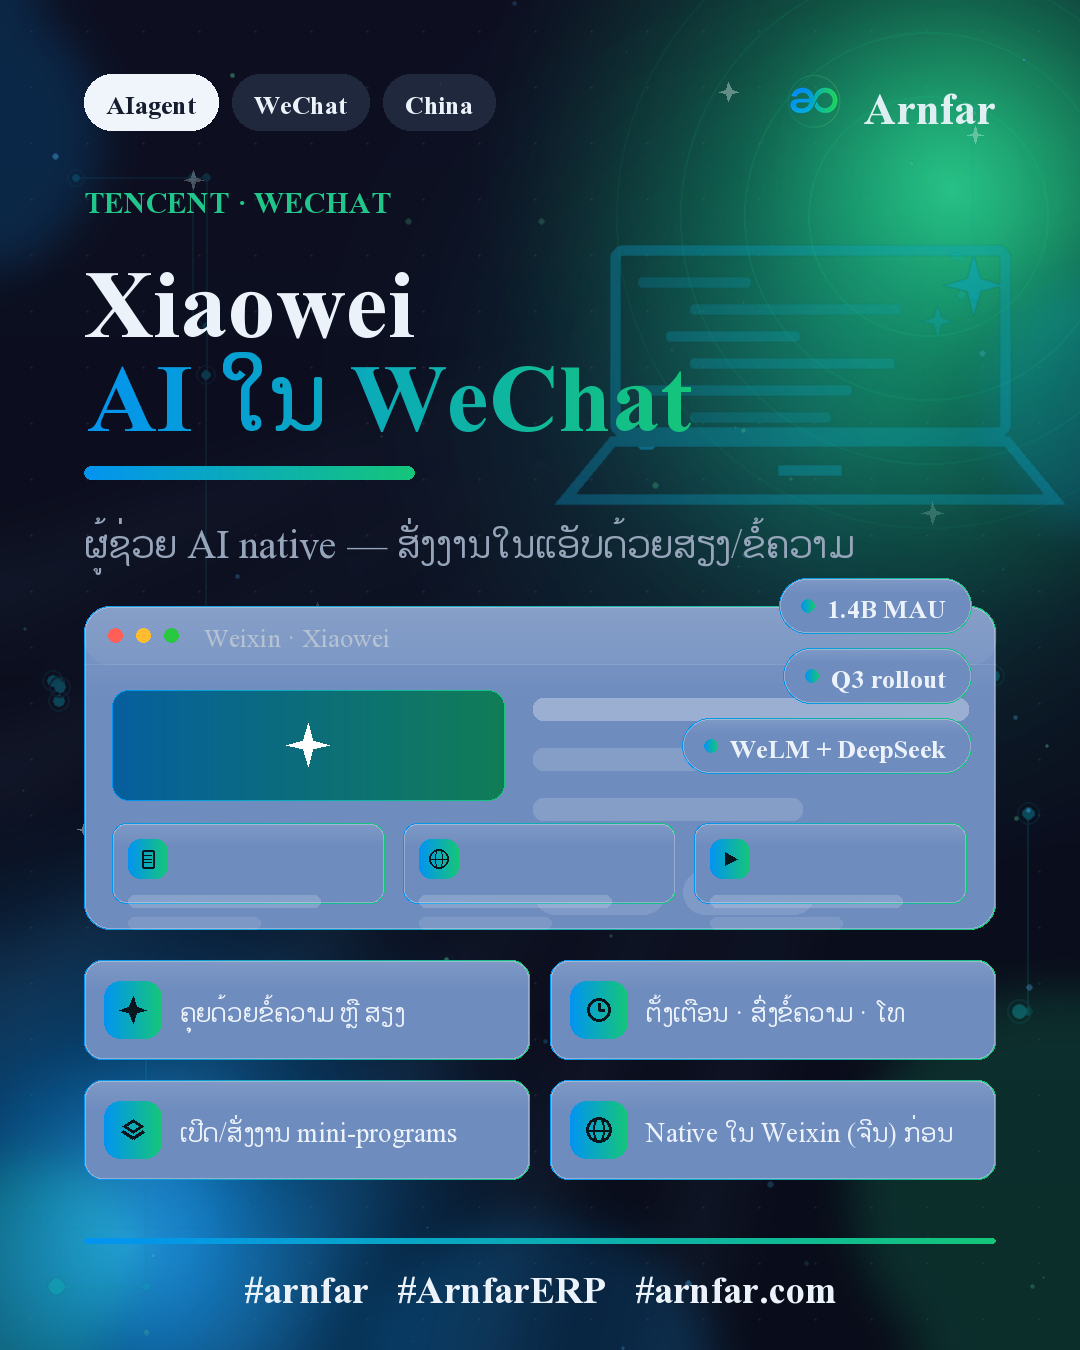 AIagent WeChat China
Arnfar
TENCENT · WECHAT
Xiaowei
AI ໃນ WeChat
ຜູ້ຊ່ວຍ AI native — ສັ່ງງານໃນແອັບດ້ວຍສຽງ/ຂໍ້ຄວາມ
1.4B MAU
Weixin · Xiaowei
Q3 rollout
WeLM + DeepSeek
ຄຸຍດ້ວຍຂໍ້ຄວາມ ຫຼື ສຽງ
ຕັ້ງເຕືອນ · ສົ່ງຂໍ້ຄວາມ · ໂທ
ເປີດ/ສັ່ງງານ mini-programs
Native ໃນ Weixin (ຈີນ) ກ່ອນ
#arnfar #ArnfarERP #arnfar.com